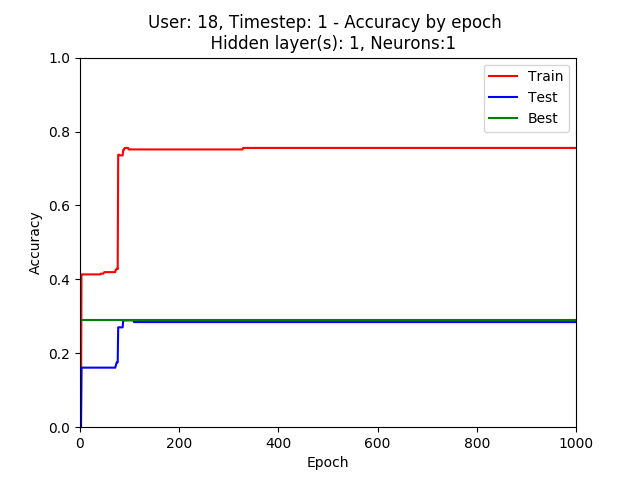 User: 18, Timestep: 1 - Accuracy by epoch
Hidden layer(s): 1, Neurons:1
Train
Test
Best
1.0
0.8
0.6
0.4
0.2
0.0
Accuracy
0
200
400
600
800
1000
Epoch